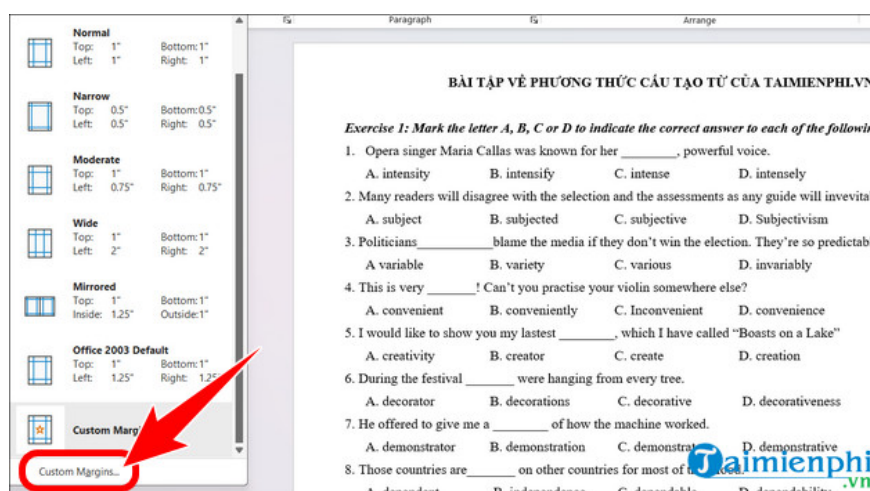 Paragraph
Arrange
Normal
Top: 1" Bottom: 1"
Left: 1" Right: 1"
Narrow
Top: 0.5" Bottom: 0.5"
Left: 0.5" Right: 0.5"
Moderate
Top: 1" Bottom: 1"
Left: 0.75" Right: 0.75"
Wide
Top: 1" Bottom: 1"
Left: 2" Right: 2"
Mirrored
Top: 1" Bottom: 1"
Inside: 1.25" Outside: 1"
Office 2003 Default
Top: 1" Bottom: 1"
Left: 1.25" Right: 1.25"
Custom
Custom Margins...
BÀI TẬP VỀ PHƯƠNG THỨC CẤU TẠO TỪ CỦA TAIMIENPHI.VN
Exercise 1: Mark the letter A, B, C or D to indicate the correct answer to each of the
1. Opera singer Maria Callas was known for her ________, powerful voice.
A. intensity B. intensify C. intense D. intensely
2. Many readers will disagree with the selection and the assessments as any guide will
A. subject B. subjected C. subjective D. Subjectivism
3. Politicians___________blame the media if they don't win the election. They're so
A variable B. variety C. various D. invariably
4. This is very _______! Can't you practise your violin somewhere else?
A. convenient B. conveniently C. Inconvenient D. convenience
5. I would like to show you my lastest ________, which I have called “Boasts on a Lake”
A. creativity B. creator C. create D. creation
6. During the festival _______ were hanging from every tree.
A. decorator B. decorations C. decorative D. decorativeness
7. He offered to give me a ________ of how the machine worked.
A. demonstrator B. demonstration C. D. demonstrative
8. Those countries are_______ on other countries for most of
Taimienphi
.vn